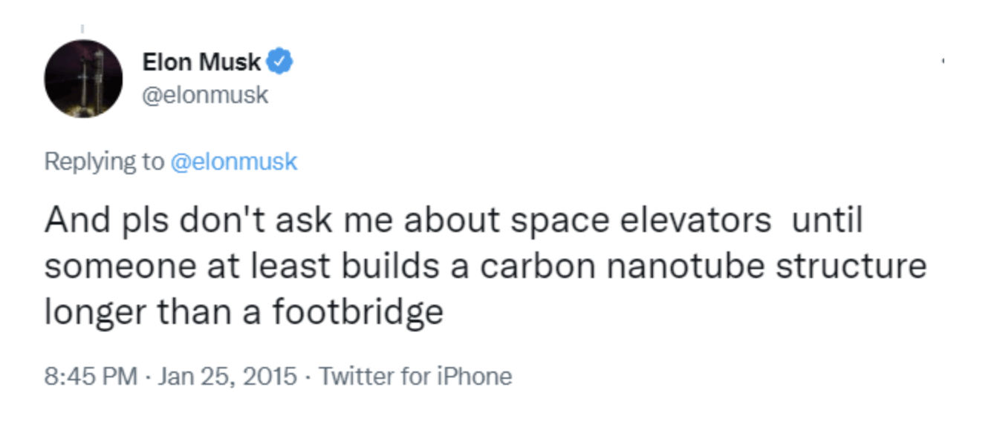 Elon Musk
@elonmusk
Replying to @elonmusk
And pls don't ask me about space elevators  until
someone at least builds a carbon nanotube structure
longer than a footbridge
8:45 PM · Jan 25, 2015 · Twitter for iPhone